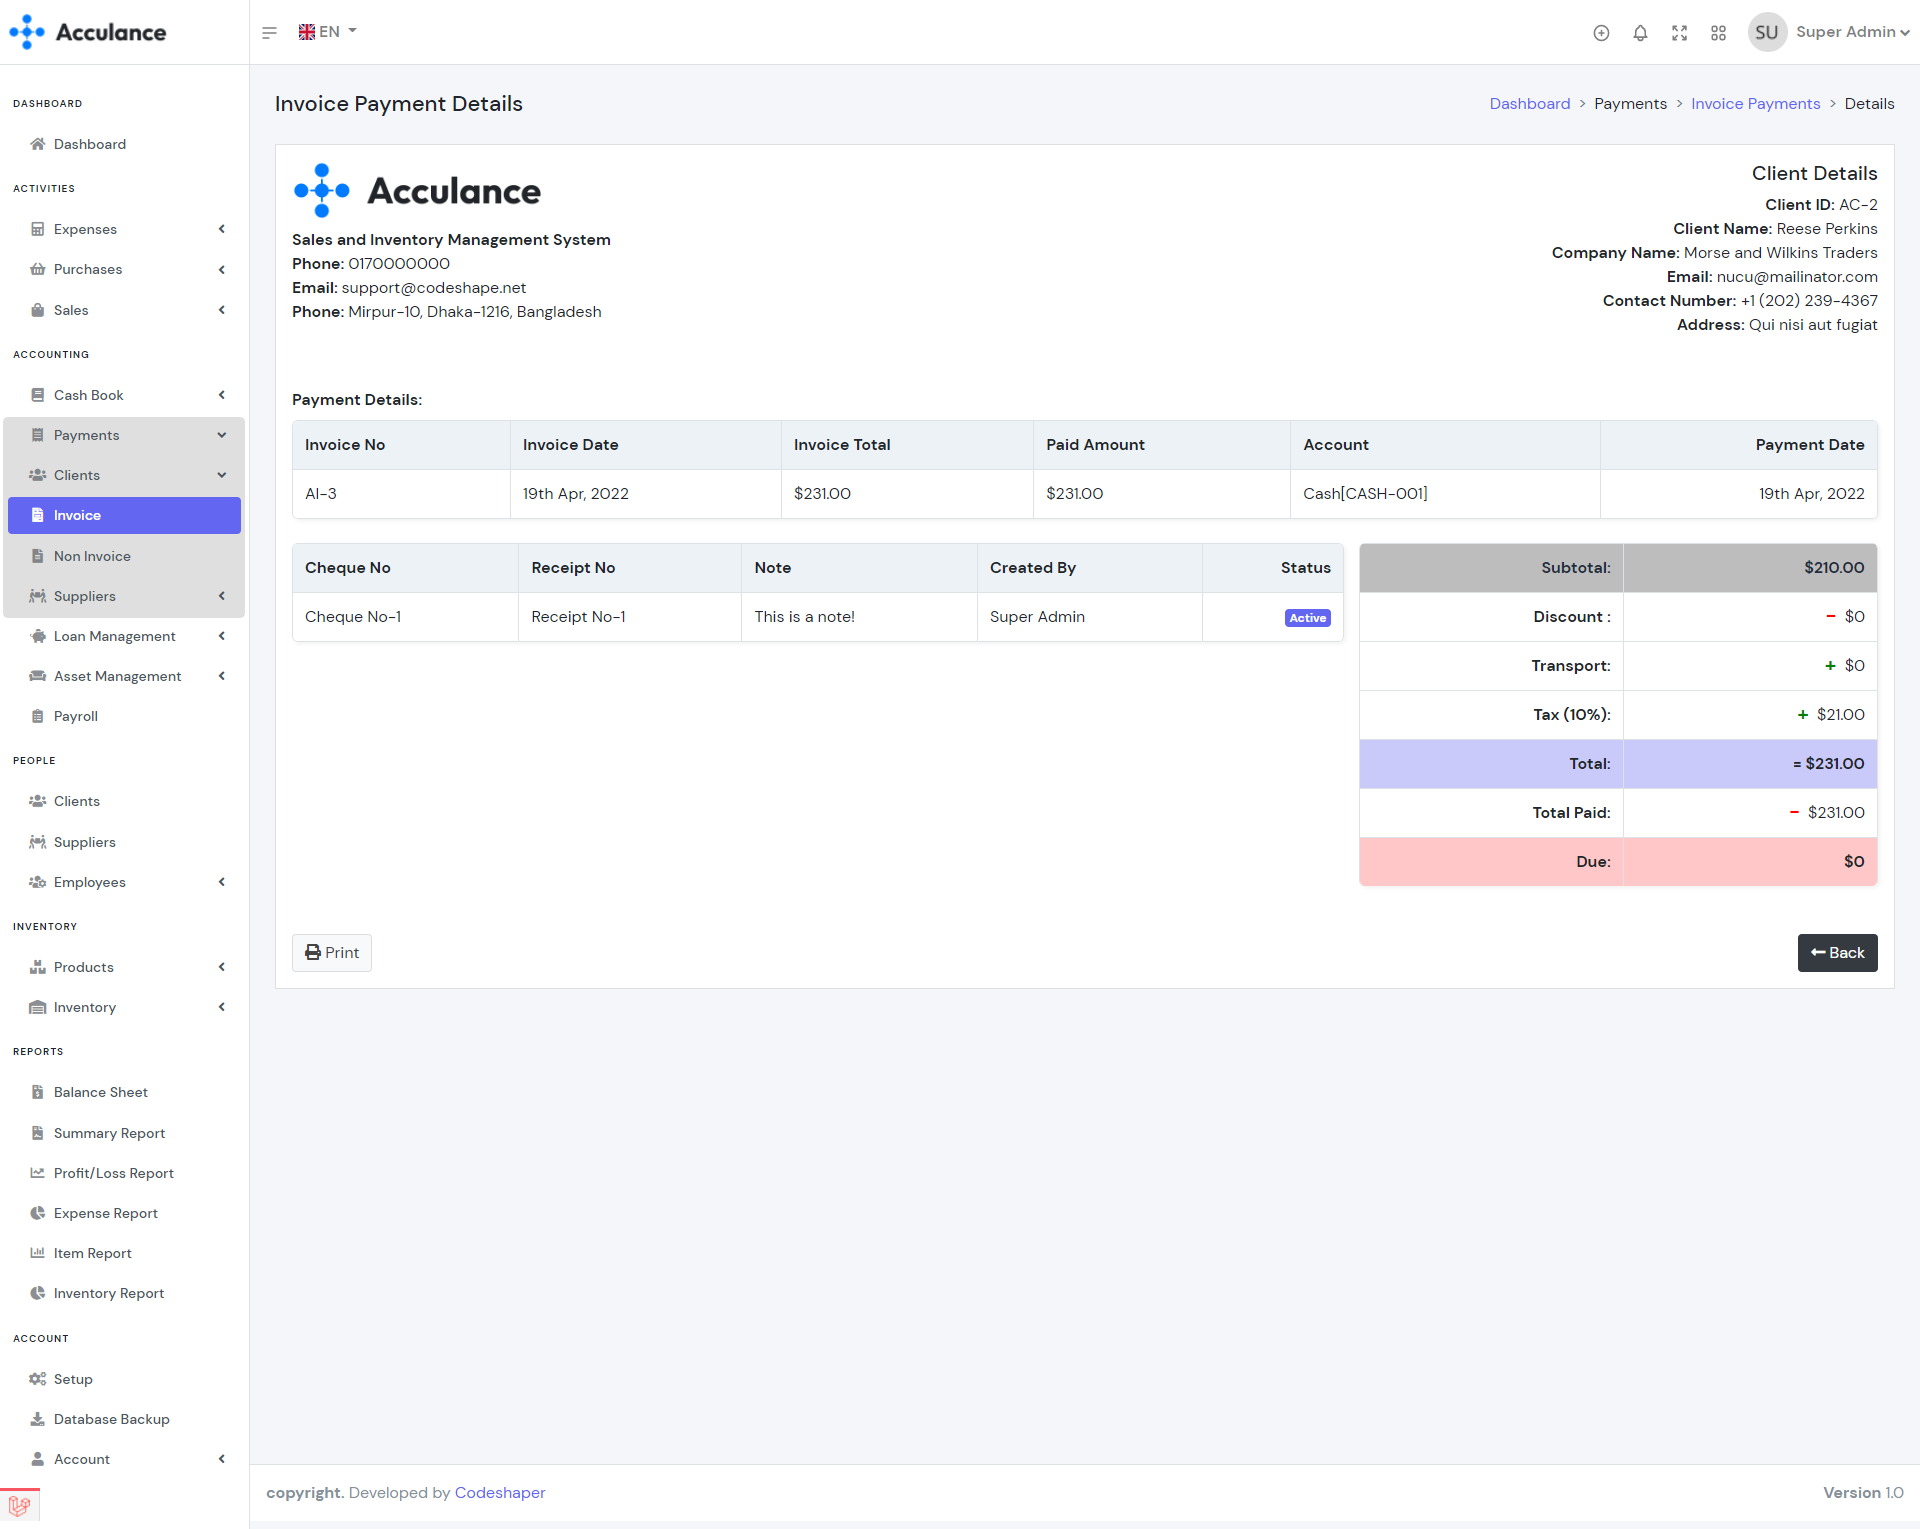 Acculance
EN
SU Super Admin
DASHBOARD
Dashboard
ACTIVITIES
Expenses
Purchases
Sales
ACCOUNTING
Cash Book
Payments
Clients
Invoice
Non Invoice
Suppliers
Loan Management
Asset Management
Payroll
PEOPLE
Clients
Suppliers
Employees
INVENTORY
Products
Inventory
REPORTS
Balance Sheet
Summary Report
Profit/Loss Report
Expense Report
Item Report
Inventory Report
ACCOUNT
Setup
Database Backup
Account
Invoice Payment Details
Dashboard > Payments > Invoice Payments > Details
Acculance
Sales and Inventory Management System
Phone: 0170000000
Email: support@codeshape.net
Phone: Mirpur-10, Dhaka-1216, Bangladesh
Client Details
Client ID: AC-2
Client Name: Reese Perkins
Company Name: Morse and Wilkins Traders
Email: nucu@mailinator.com
Contact Number: +1 (202) 239-4367
Address: Qui nisi aut fugiat
Payment Details:
Invoice No Invoice Date Invoice Total Paid Amount Account Payment Date
AI-3 19th Apr, 2022 $231.00 $231.00 Cash[CASH-001] 19th Apr, 2022
Cheque No Receipt No Note Created By Status
Cheque No-1 Receipt No-1 This is a note! Super Admin Active
Subtotal: $210.00
Discount : - $0
Transport: + $0
Tax (10%): + $21.00
Total: = $231.00
Total Paid: - $231.00
Due: $0
Print
Back
copyright. Developed by Codeshaper
Version 1.0